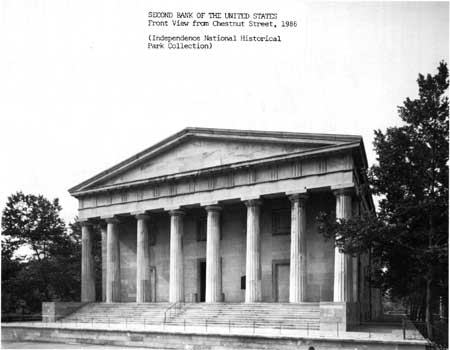 SECOND BANK OF THE UNITED STATES
Front View from Chestnut Street, 1986
(Independence National Historical
Park Collection)